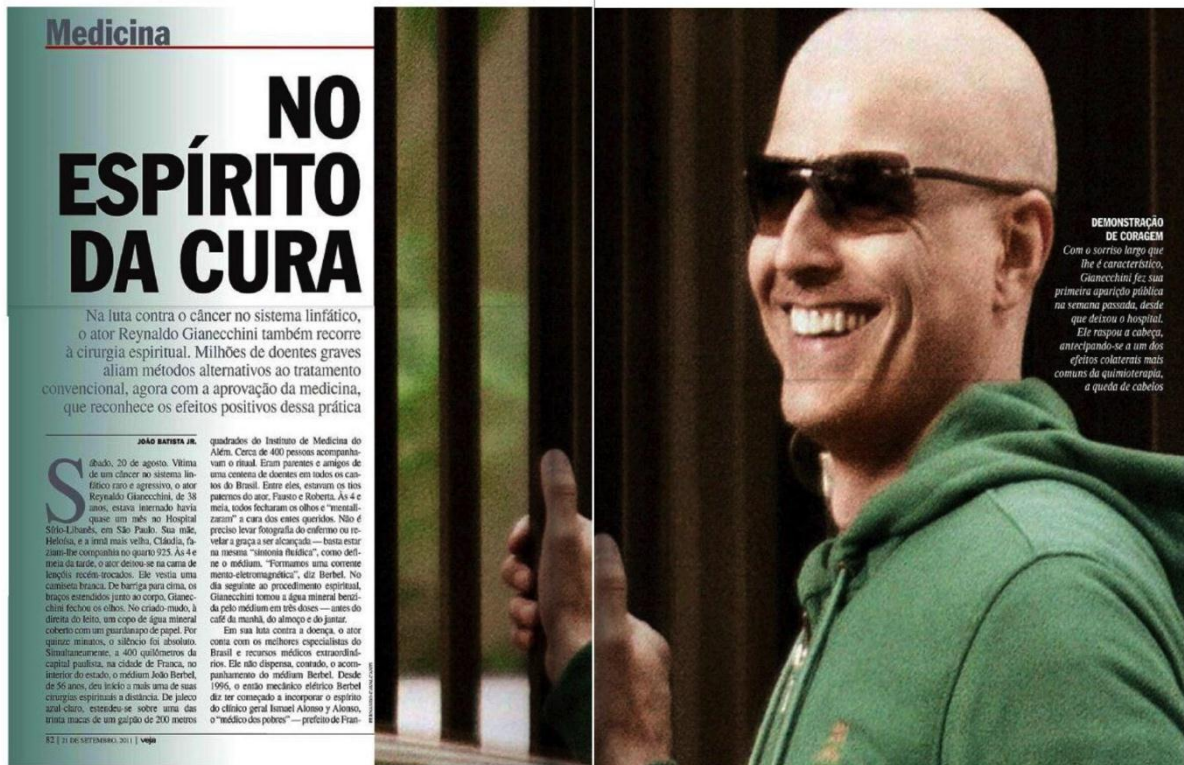 Medicina
NO
ESPÍRITO
DA CURA
Na luta contra o câncer no sistema linfático,
o ator Reynaldo Gianecchini também recorre
à cirurgia espiritual. Milhões de doentes graves
aliam métodos alternativos ao tratamento
convencional, agora com a aprovação da medicina,
que reconhece os efeitos positivos dessa prática
JOÃO BATISTA JR.
Sábado, 20 de agosto. Vítima
de um câncer no sistema lin-
fático raro e agressivo, o ator
Reynaldo Gianecchini, de 38
anos, estava internado havia
quase um mês no Hospital
Sírio-Libanês, em São Paulo. Sua mãe,
Heloísa, e a irmã mais velha, Cláudia, fa-
ziam-lhe companhia no quarto 925. Às 4 e
meia da tarde, o ator deitou-se na cama de
lençóis recém-trocados. Ele vestia uma
camiseta branca. De barriga para cima, os
braços estendidos junto ao corpo, Gianec-
chini fechou os olhos. No criado-mudo, à
direita do leito, um copo de água mineral
coberto com um guardanapo de papel. Por
quinze minutos, o silêncio foi absoluto.
Simultaneamente, a 400 quilômetros da
capital paulista, na cidade de Franca, no
interior do estado, o médium João Berbel,
de 56 anos, deu início a mais uma de suas
cirurgias espirituais a distância. De jaleco
azul-claro, estendeu-se sobre uma das
trinta macas de um galpão de 200 metros
quadrados do Instituto de Medicina do
Além. Cerca de 400 pessoas acompanha-
vam o ritual. Eram parentes e amigos de
uma centena de doentes em todos os can-
tos do Brasil. Entre eles, estavam os tios
paternos do ator, Fausto e Roberta. Às 4 e
meia, todos fecharam os olhos e “mentali-
zaram” a cura dos entes queridos. Não é
preciso levar fotografia do enfermo ou re-
velar a graça a ser alcançada — basta estar
na mesma “sintonia fluídica”, como defi-
ne o médium. “Formamos uma corrente
mento-eletromagnética”, diz Berbel. No
dia seguinte ao procedimento espiritual,
Gianecchini tomou a água mineral benzi-
da pelo médium em três doses — antes do
café da manhã, do almoço e do jantar.
Em sua luta contra a doença, o ator
conta com os melhores especialistas do
Brasil e recursos médicos extraordiná-
rios. Ele não dispensa, contudo, o acom-
panhamento do médium Berbel. Desde
1996, o então mecânico elétrico Berbel
diz ter começado a incorporar o espírito
do clínico geral Ismael Alonso y Alonso,
o “médico dos pobres” — prefeito de Fran-
82 | 21 DE SETEMBRO, 2011 | veja
DEMONSTRAÇÃO
DE CORAGEM
Com o sorriso largo que
lhe é característico,
Gianecchini fez sua
primeira aparição pública
na semana passada, desde
que deixou o hospital.
Ele raspou a cabeça,
antecipando-se a um dos
efeitos colaterais mais
comuns da quimioterapia,
a queda de cabelos